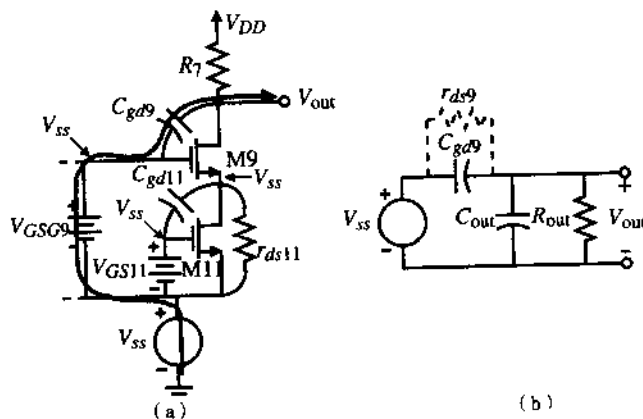 V_DD
R_7
C_gd9
V_out
V_ss
M9
C_gd11
V_ss
V_ss
V_GSG9
V_GS11
M11
r_ds11
V_ss
(a)
r_ds9
C_gd9
V_ss
C_out
R_out
V_out
(b)